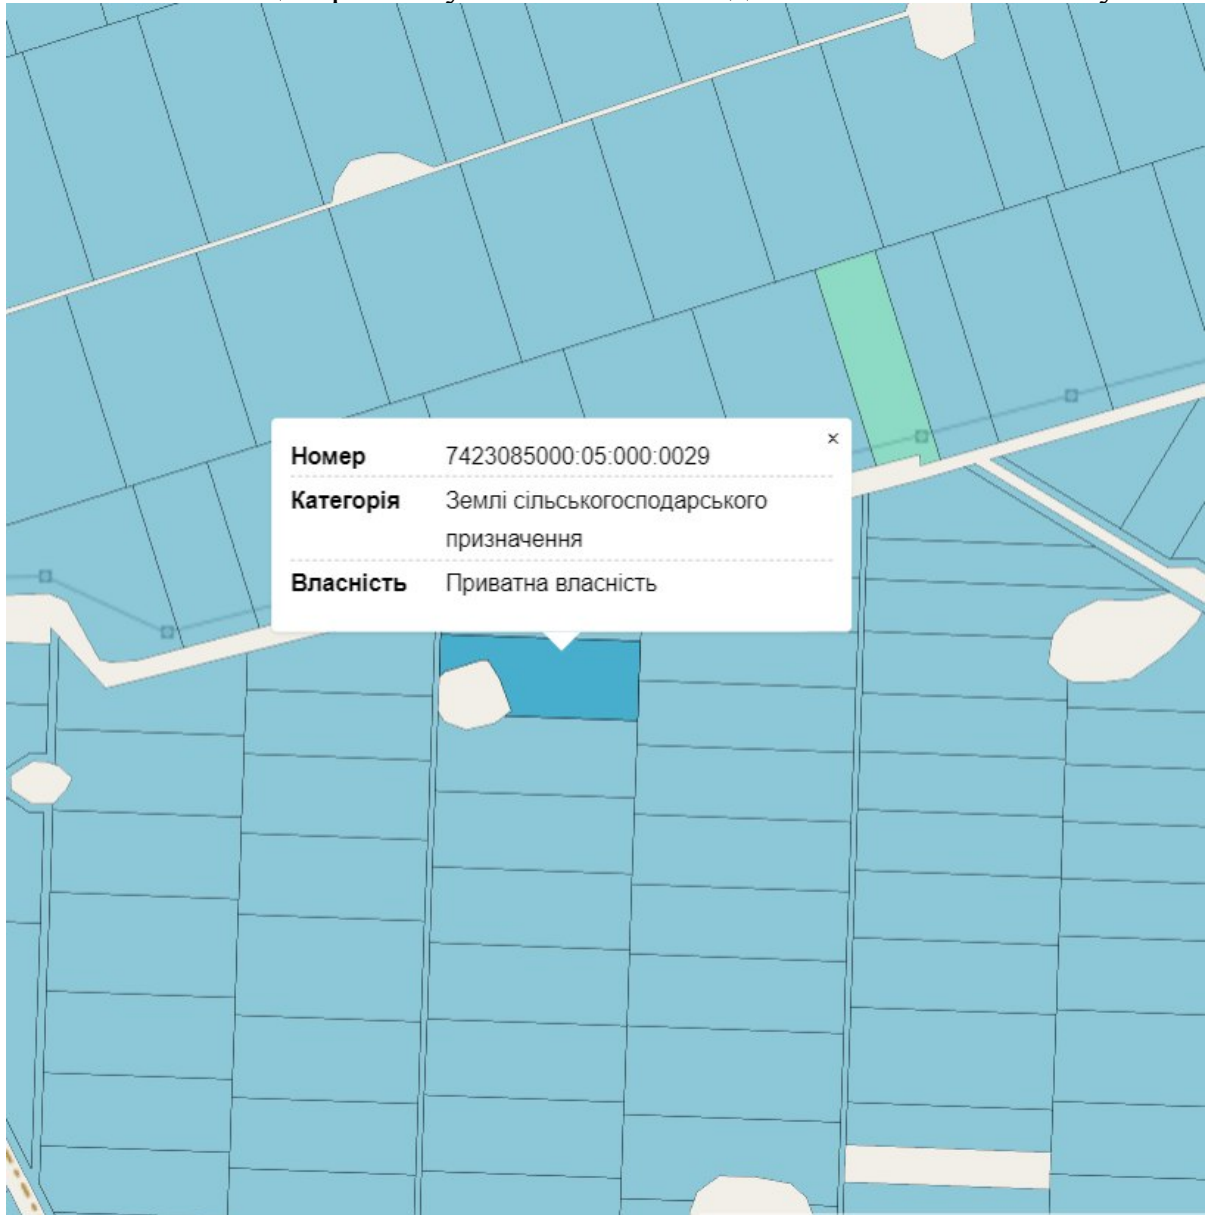 ×
Номер 7423085000:05:000:0029
Категорія Землі сільськогосподарського
призначення
Власність Приватна власність